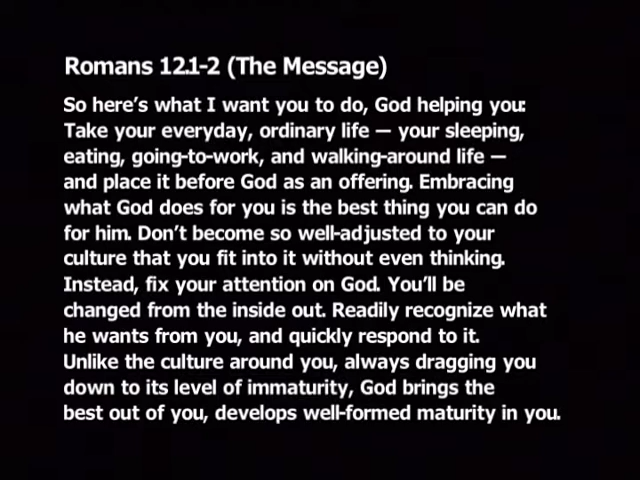 Romans 12.1-2 (The Message)
So here's what I want you to do, God helping you:
Take your everyday, ordinary life — your sleeping,
eating, going-to-work, and walking-around life —
and place it before God as an offering. Embracing
what God does for you is the best thing you can do
for him. Don't become so well-adjusted to your
culture that you fit into it without even thinking.
Instead, fix your attention on God. You'll be
changed from the inside out. Readily recognize what
he wants from you, and quickly respond to it.
Unlike the culture around you, always dragging you
down to its level of immaturity, God brings the
best out of you, develops well-formed maturity in you.